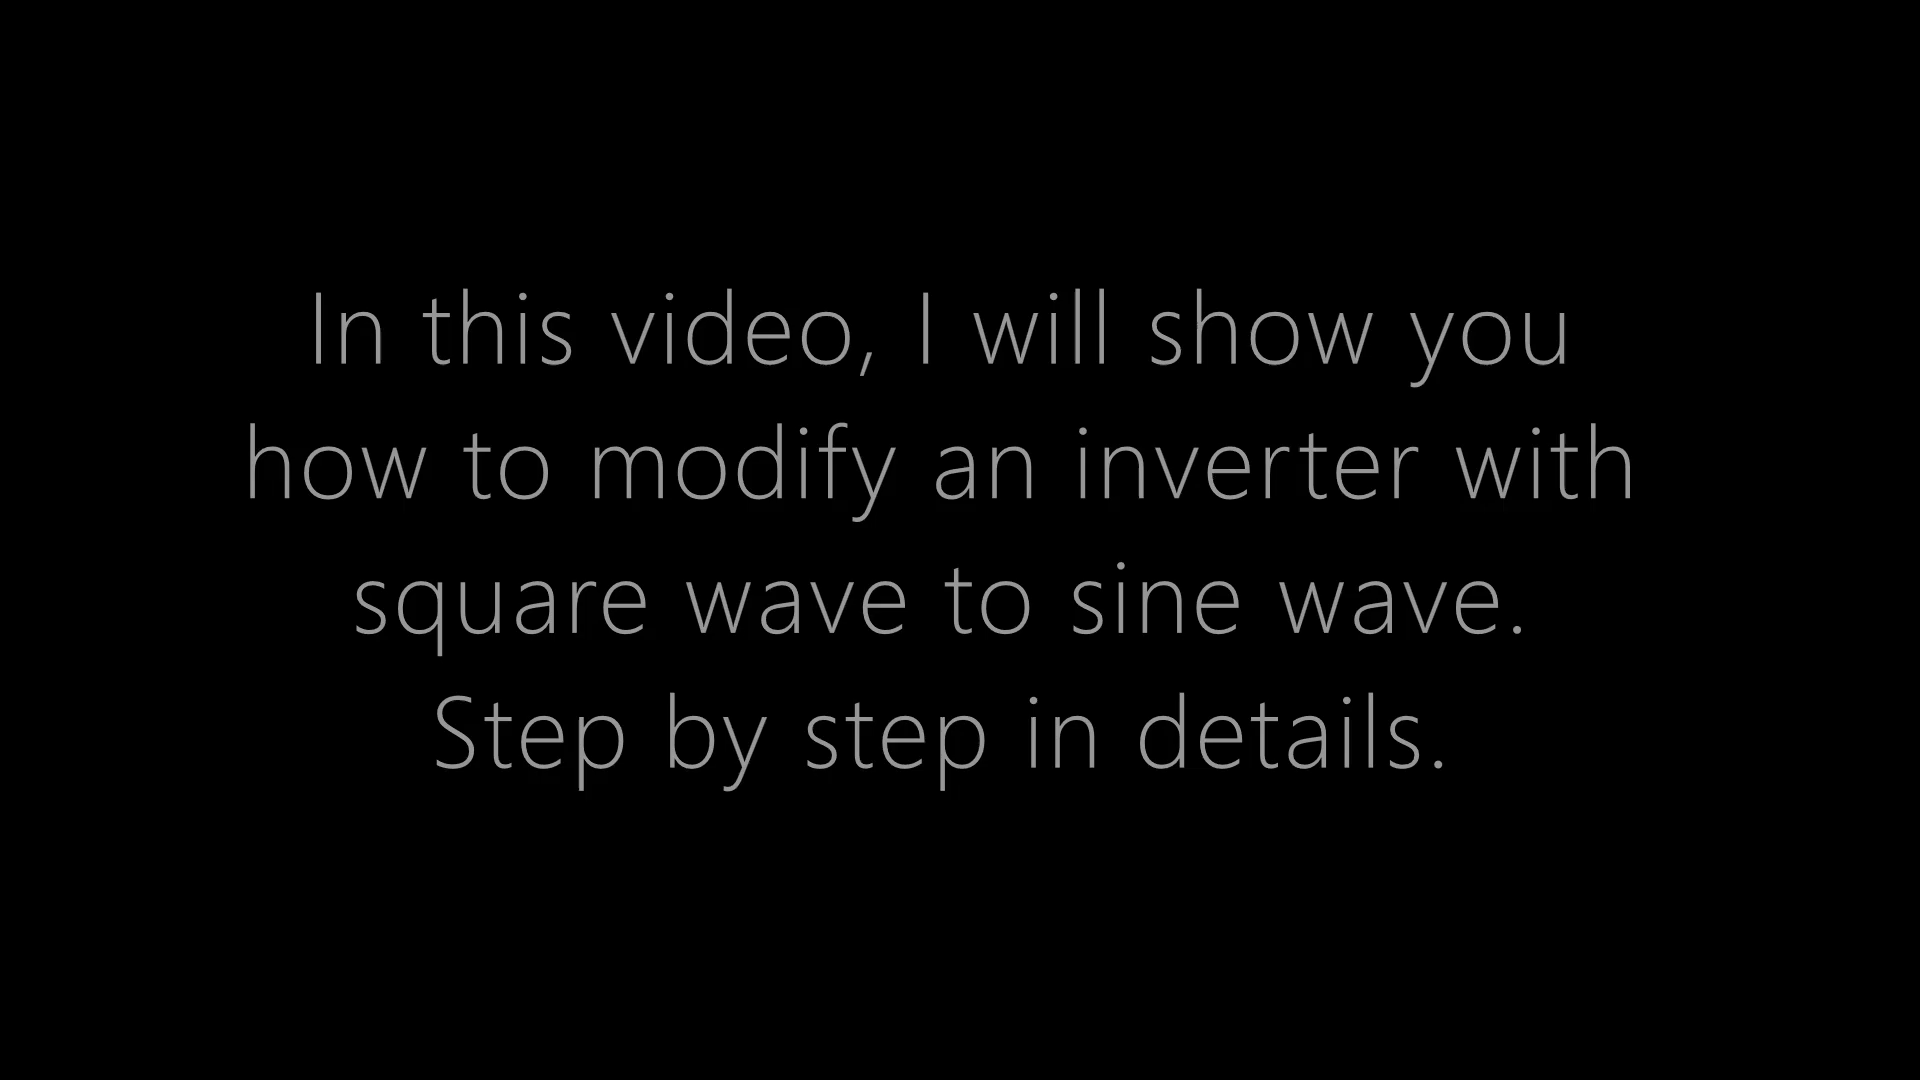 In this video, I will show you
how to modify an inverter with
square wave to sine wave.
Step by step in details.